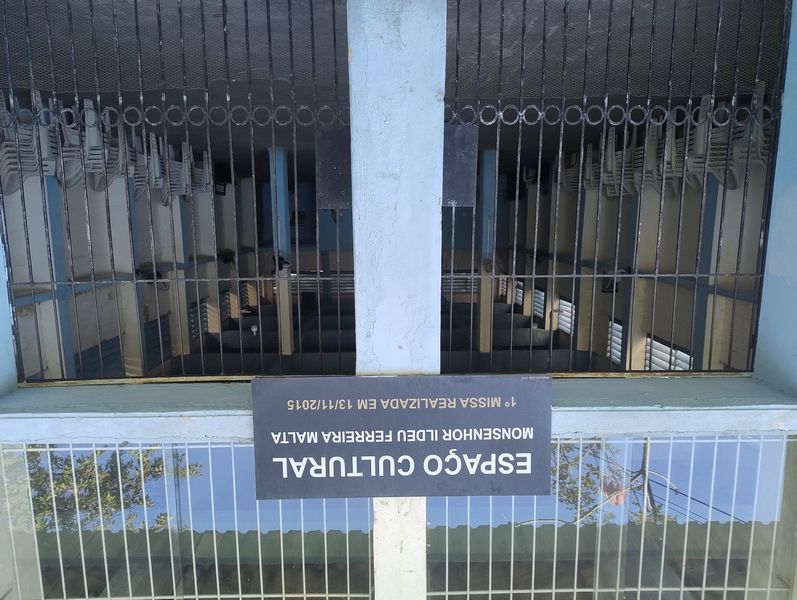 ESPAÇO CULTURAL
MONSENHOR ILDEU FERREIRA MALTA
1º MISSA REALIZADA EM 13/11/2015